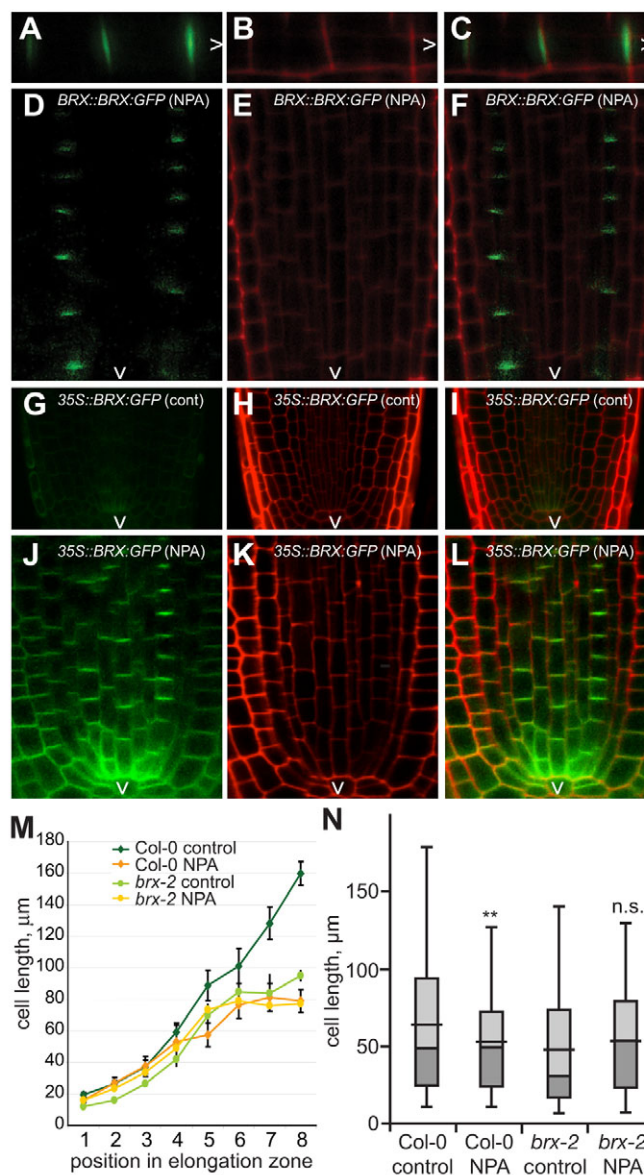 A B C
>
>
>
D BRX::BRX:GFP (NPA) E BRX::BRX:GFP (NPA) F BRX::BRX:GFP (NPA)
> > >
G 35S::BRX:GFP (cont) H 35S::BRX:GFP (cont) I 35S::BRX:GFP (cont)
> > >
J 35S::BRX:GFP (NPA) K 35S::BRX:GFP (NPA) L 35S::BRX:GFP (NPA)
> > >
M
180
160
140
120
100
80
60
40
20
0
cell length, µm
Col-0 control
Col-0 NPA
brx-2 control
brx-2 NPA
1 2 3 4 5 6 7 8
position in elongation zone
N
150
100
50
0
cell length, µm
**
n.s.
Col-0 control
Col-0 NPA
brx-2 control
brx-2 NPA